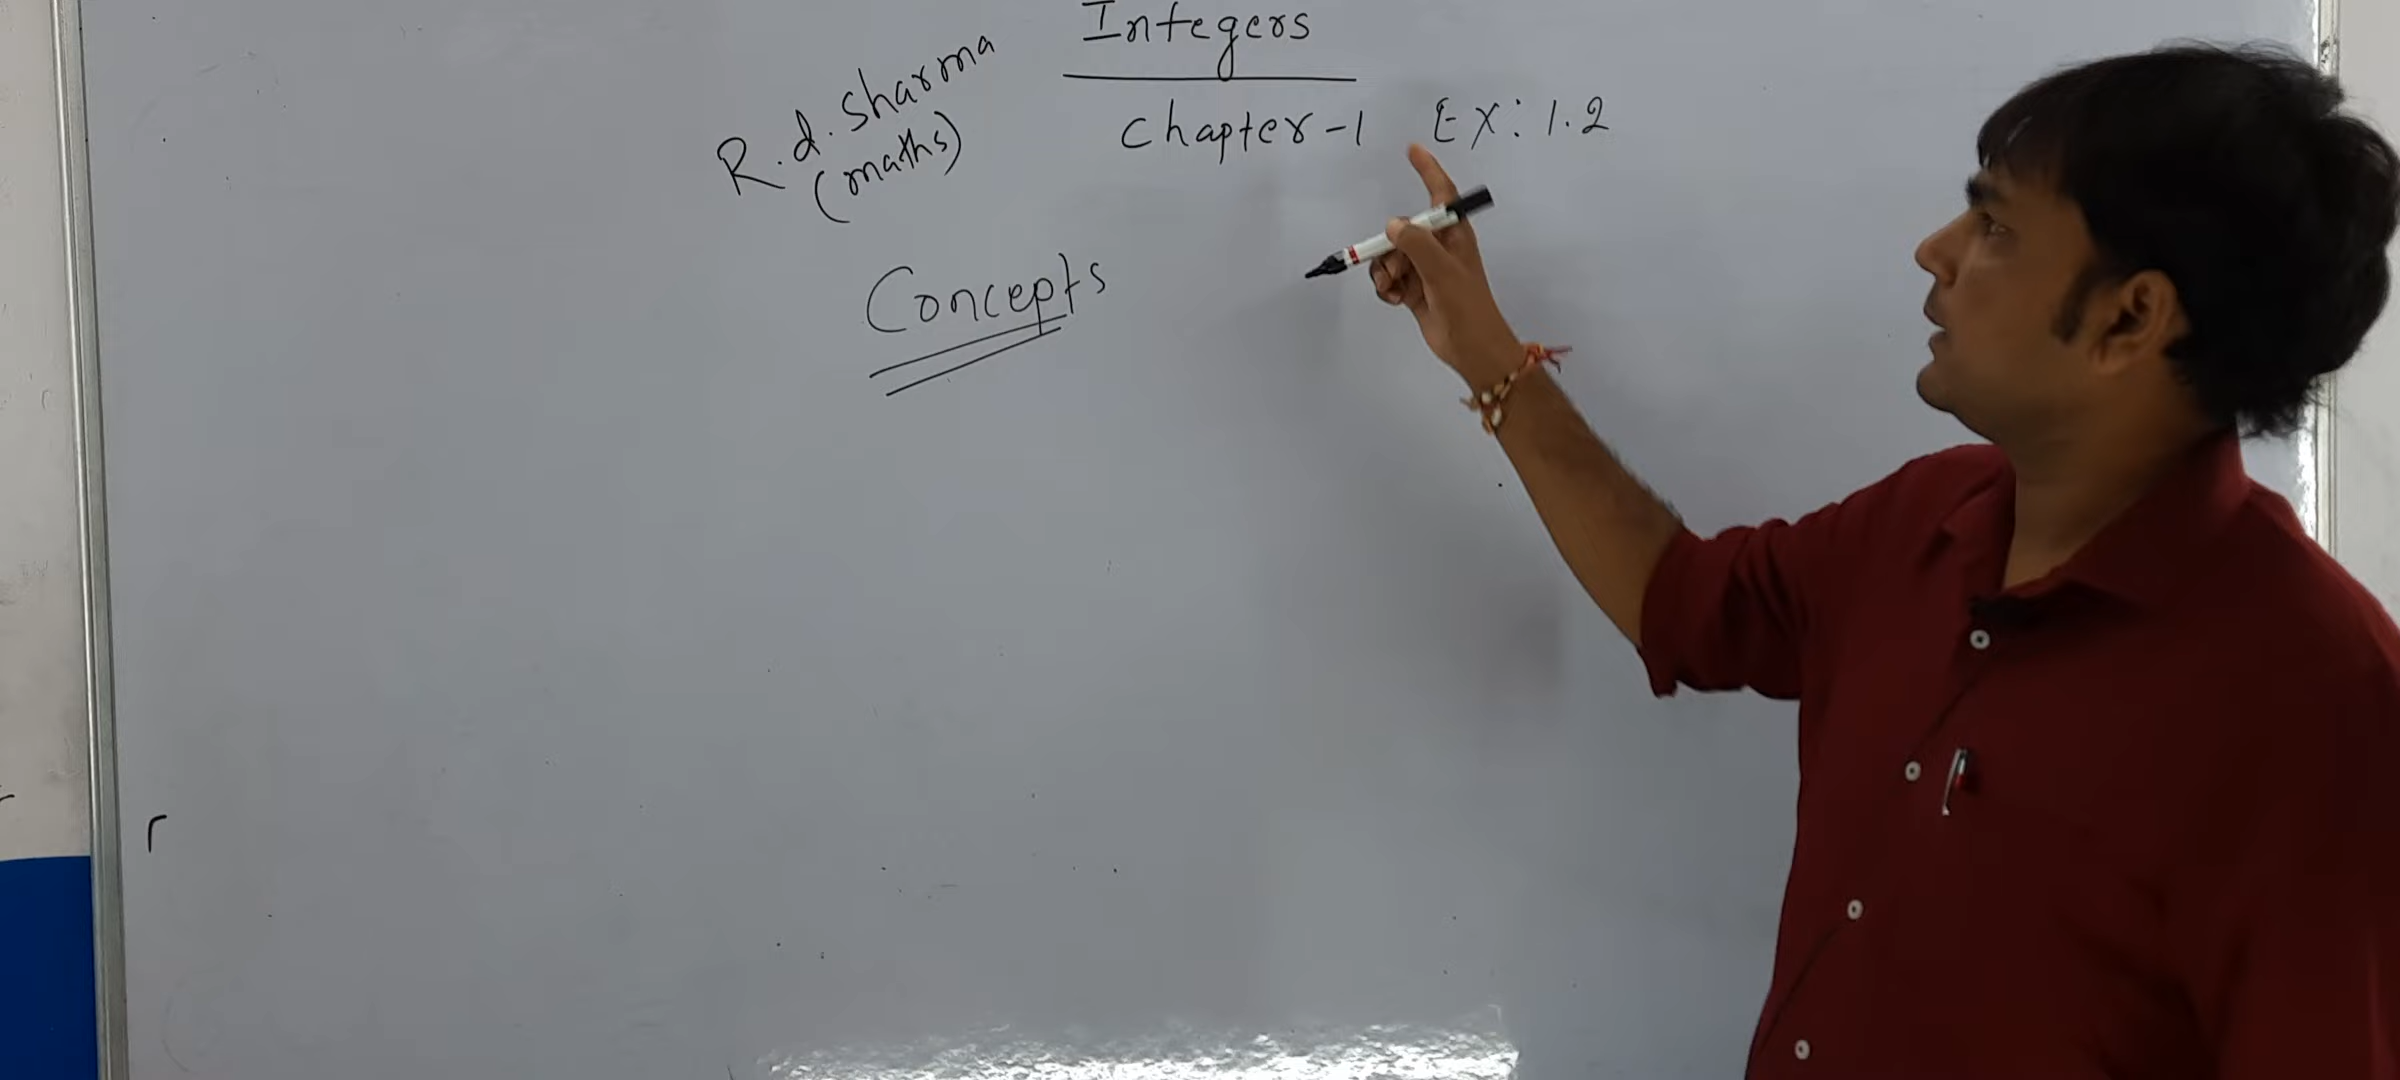 Integers
Chapter-1 Ex: 1.2
R.d. Sharma
(maths)
Concepts